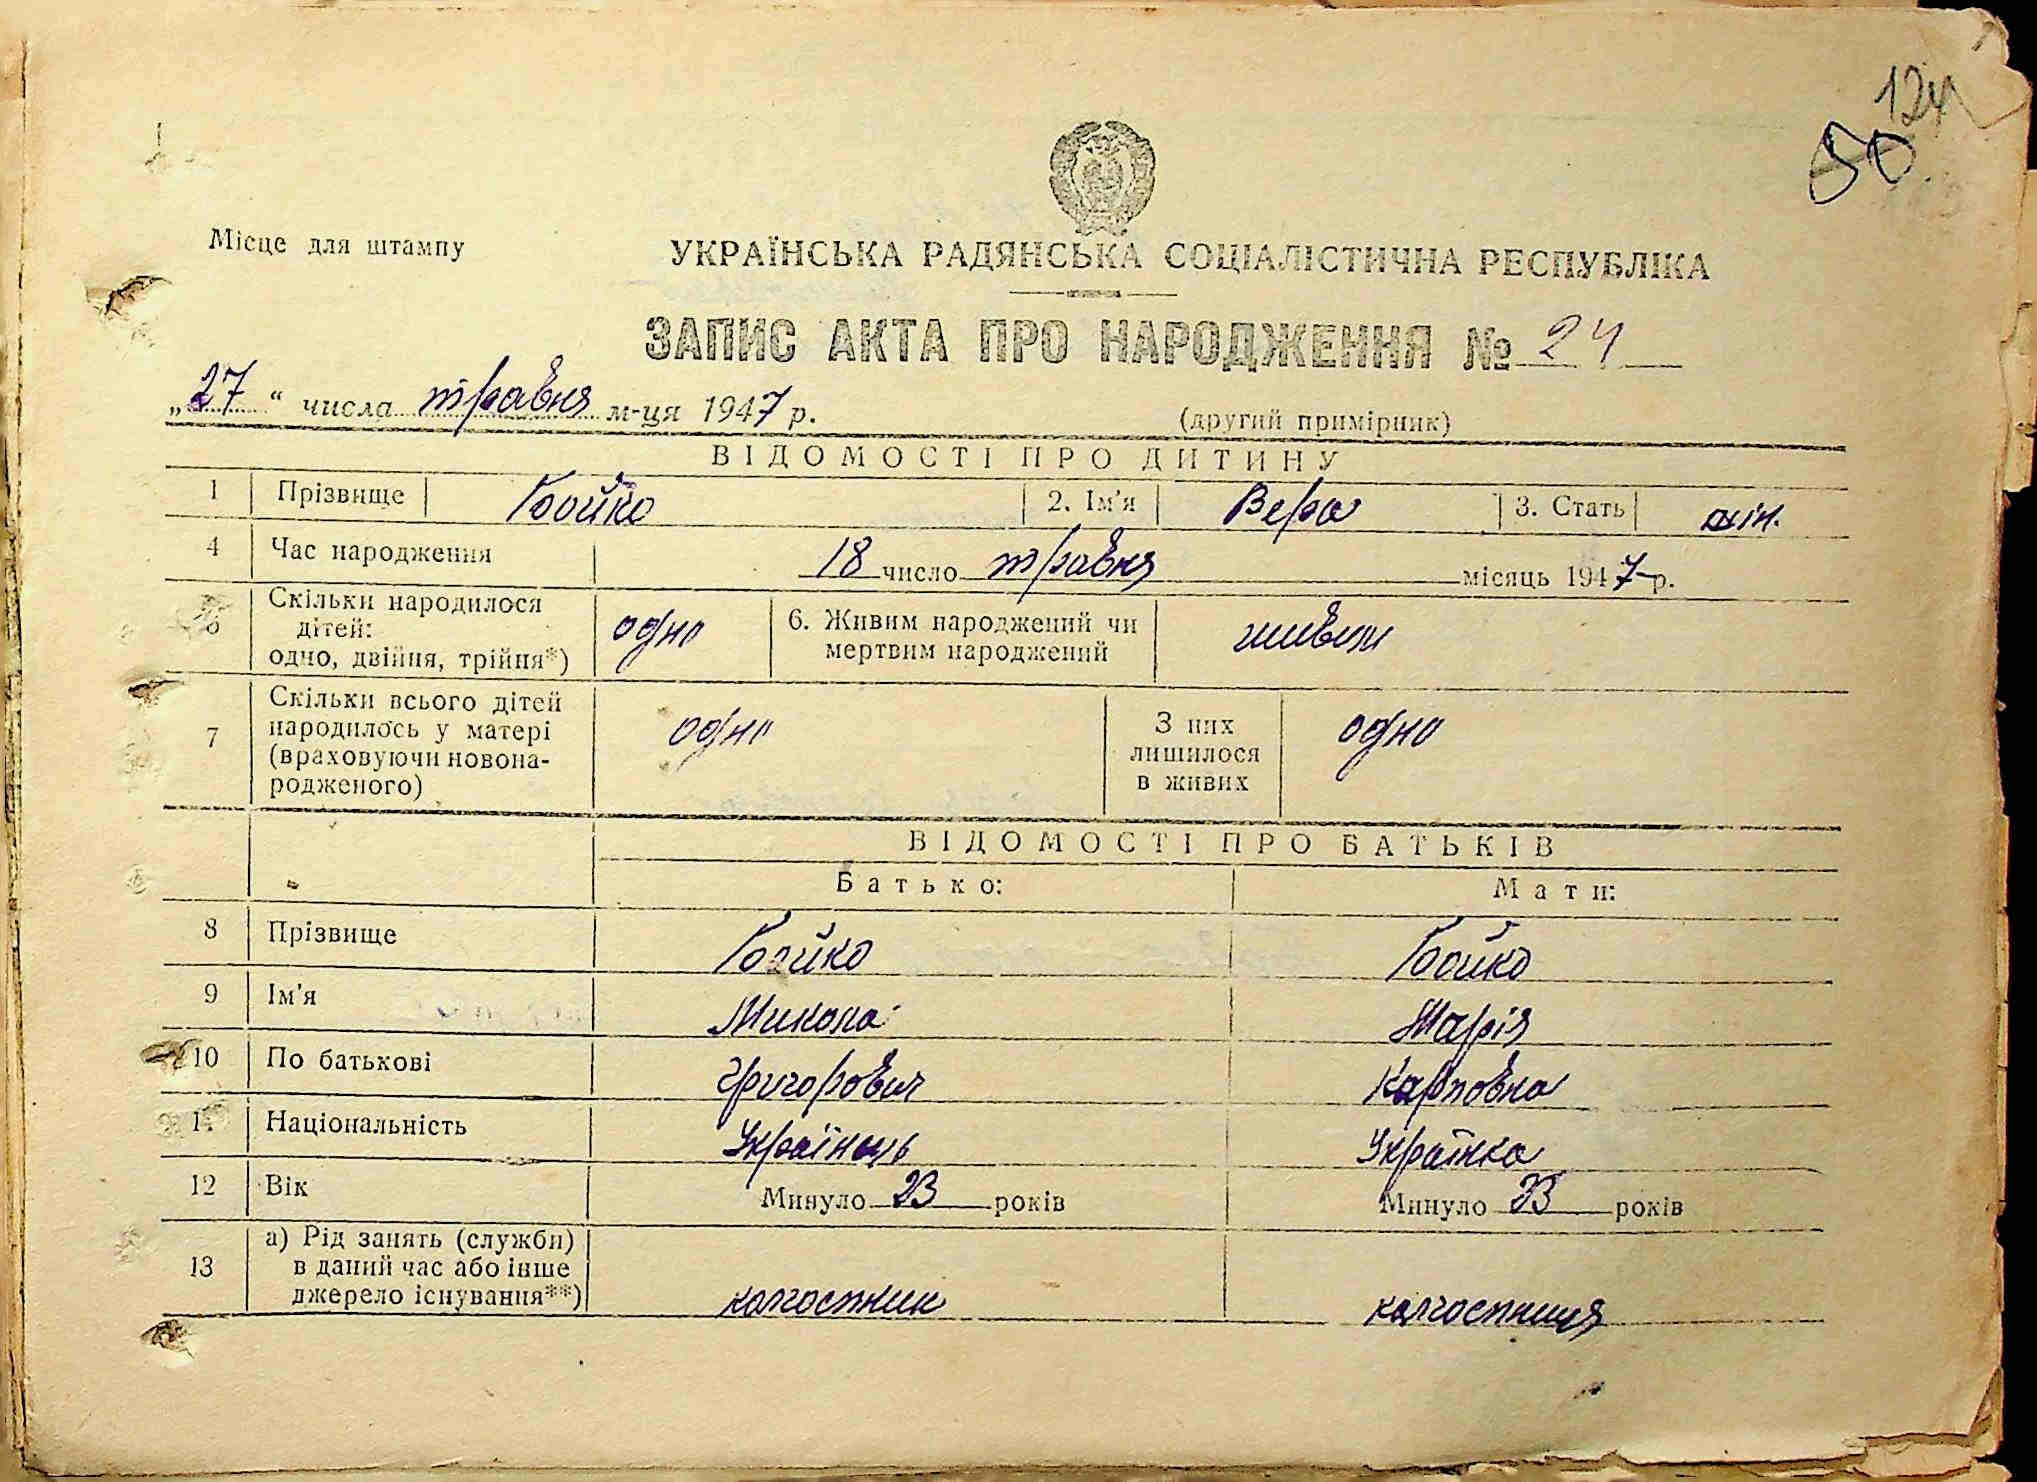 124
50
Місце для штампу
УКРАЇНСЬКА РАДЯНСЬКА СОЦІАЛІСТИЧНА РЕСПУБЛІКА
ЗАПИС АКТА ПРО НАРОДЖЕННЯ № 24
„27“ числа травня м-ця 1947 р.
(другий примірник)
ВІДОМОСТІ ПРО ДИТИНУ
1 Прізвище Бойко 2. Ім'я Вера 3. Стать жін.
4 Час народження 18 число травня місяць 1947 р.
5 Скільки народилося дітей: одно, двійня, трійня*) одно 6. Живим народжений чи мертвим народжений живим
7 Скільки всього дітей народилось у матері (враховуючи новонародженого) одно З них лишилося в живих одно
ВІДОМОСТІ ПРО БАТЬКІВ
Батько: Мати:
8 Прізвище Бойко Бойко
9 Ім'я Микола Марія
10 По батькові Григорович Карповна
11 Національність Українець Українка
12 Вік Минуло 23 років Минуло 23 років
13 а) Рід занять (служби) в даний час або інше джерело існування**) колгоспник колгоспниця